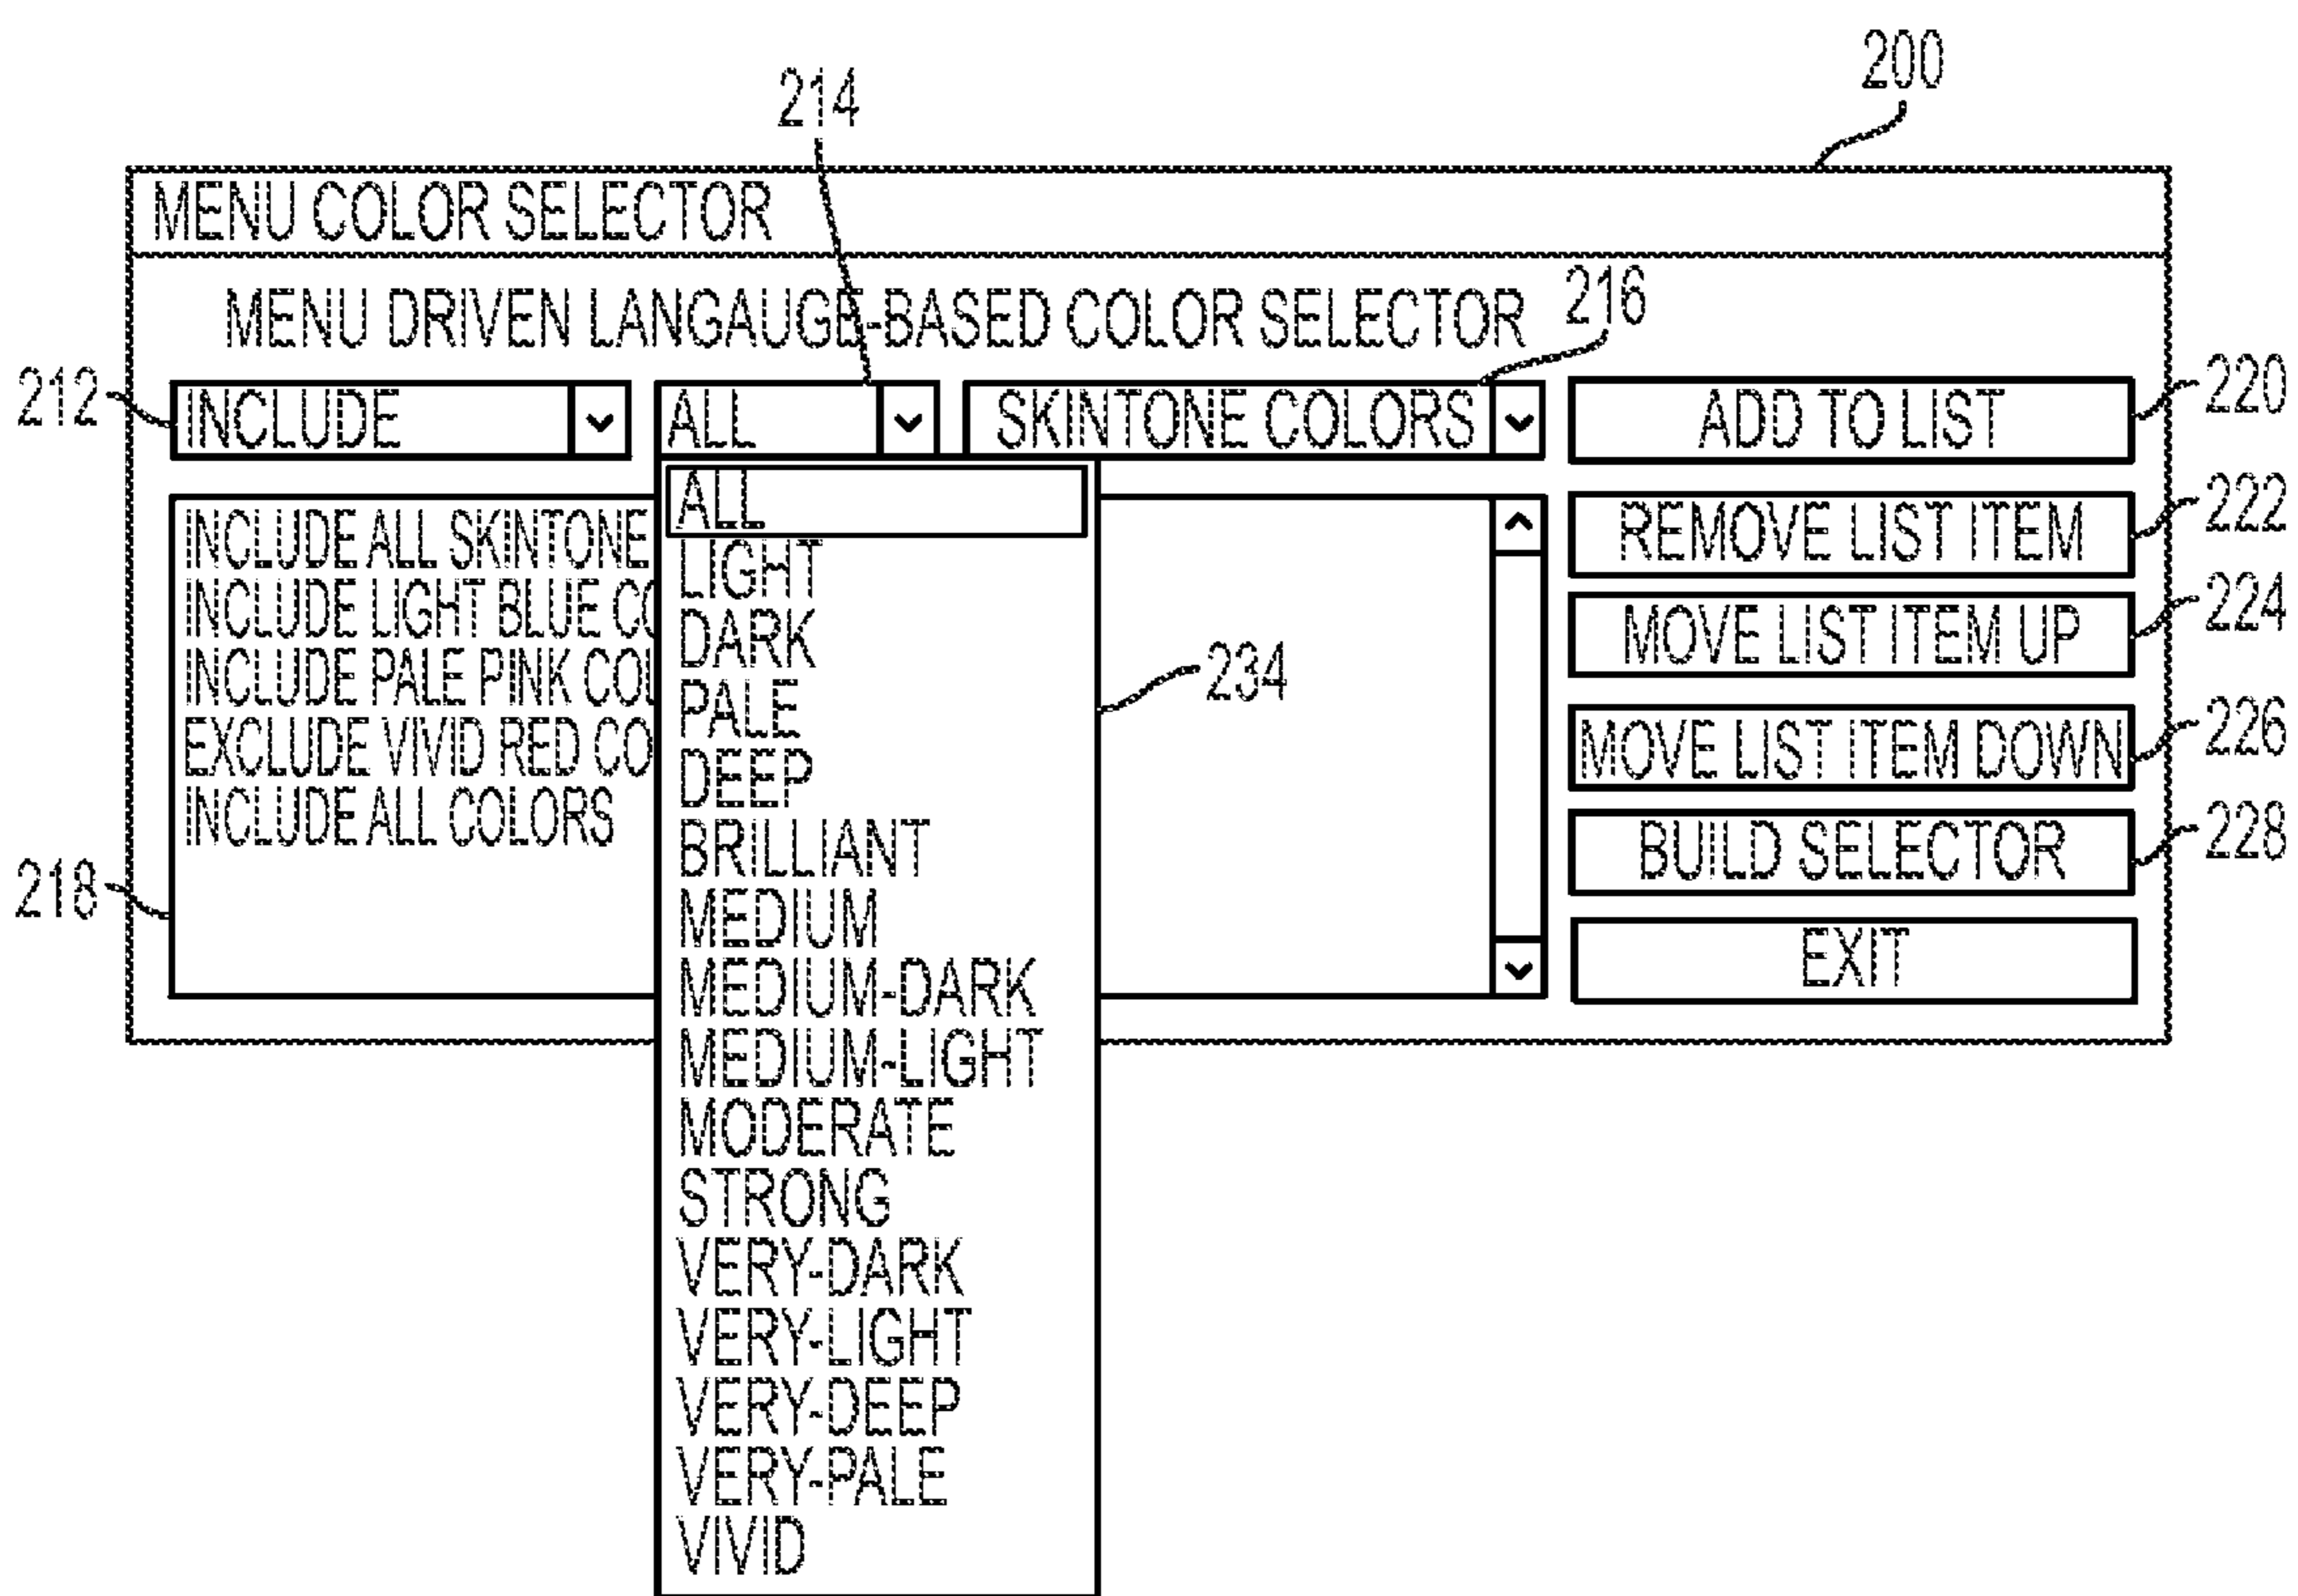 200
214
MENU COLOR SELECTOR
MENU DRIVEN LANGAUGE-BASED COLOR SELECTOR
216
212
INCLUDE
ALL
SKINTONE COLORS
ADD TO LIST
220
INCLUDE ALL SKINTONE
INCLUDE LIGHT BLUE CO
INCLUDE PALE PINK COL
EXCLUDE VIVID RED CO
INCLUDE ALL COLORS
218
ALL
LIGHT
DARK
PALE
DEEP
BRILLIANT
MEDIUM
MEDIUM-DARK
MEDIUM-LIGHT
MODERATE
STRONG
VERY-DARK
VERY-LIGHT
VERY-DEEP
VERY-PALE
VIVID
234
REMOVE LIST ITEM
222
MOVE LIST ITEM UP
224
MOVE LIST ITEM DOWN
226
BUILD SELECTOR
228
EXIT